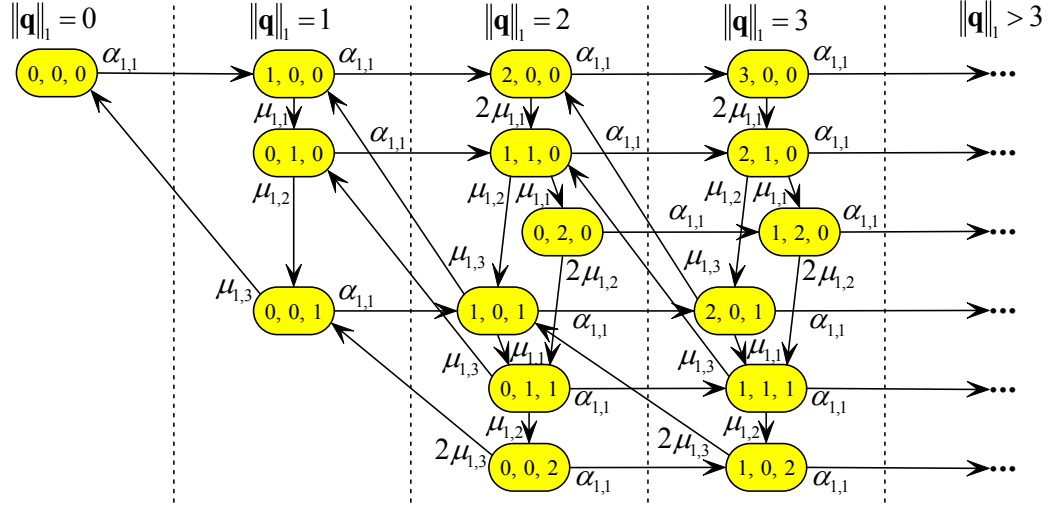 ‖q‖₁ = 0 ‖q‖₁ = 1 ‖q‖₁ = 2 ‖q‖₁ = 3 ‖q‖₁ > 3
α₁,₁ α₁,₁ α₁,₁ α₁,₁
0, 0, 0 1, 0, 0 2, 0, 0 3, 0, 0 •••
μ₁,₁ 2μ₁,₁ 2μ₁,₁
α₁,₁ α₁,₁ α₁,₁
0, 1, 0 1, 1, 0 2, 1, 0 •••
μ₁,₂ μ₁,₂ μ₁,₁ μ₁,₂ μ₁,₁
α₁,₁ α₁,₁
0, 2, 0 1, 2, 0 •••
μ₁,₃ 2μ₁,₂ μ₁,₃ 2μ₁,₂
μ₁,₃ α₁,₁ α₁,₁ α₁,₁
0, 0, 1 1, 0, 1 2, 0, 1 •••
μ₁,₃ μ₁,₁ μ₁,₃ μ₁,₁
0, 1, 1 α₁,₁ 1, 1, 1 α₁,₁ •••
μ₁,₂ μ₁,₂
2μ₁,₃ 2μ₁,₃
0, 0, 2 α₁,₁ 1, 0, 2 α₁,₁ •••